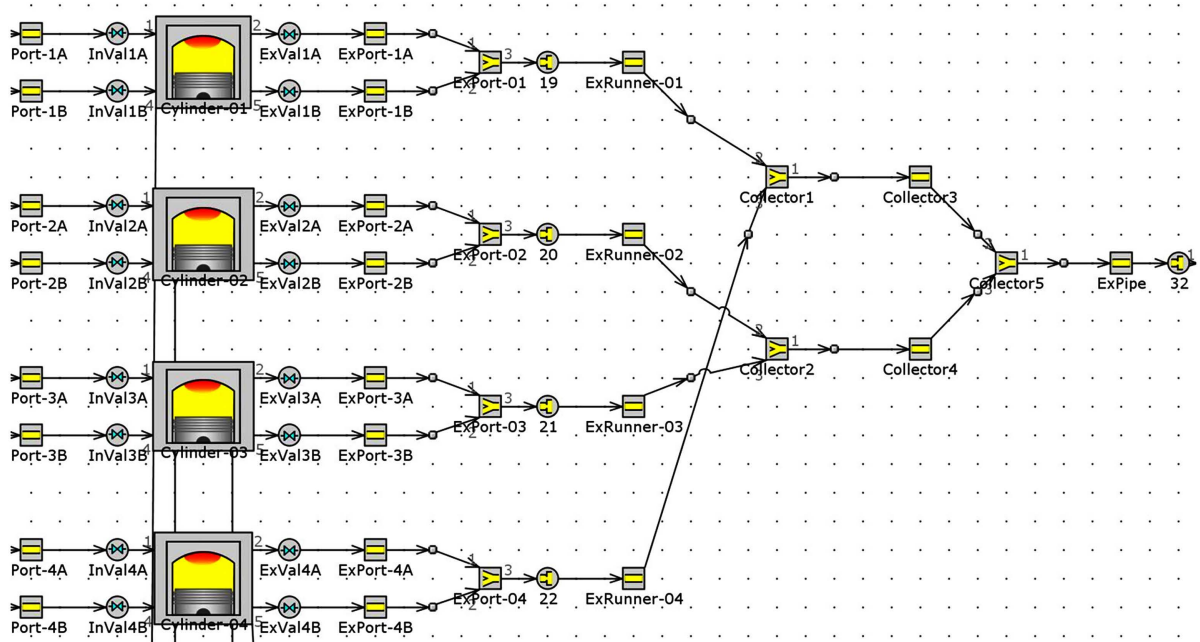 1 2 1
Port-1A InVal1A ExVal1A ExPort-1A 3
ExPort-01 19 ExRunner-01
4 5 2
Port-1B InVal1B Cylinder-01 ExVal1B ExPort-1B
2 1
Collector1 Collector3
3
1 2 1
Port-2A InVal2A ExVal2A ExPort-2A 3
ExPort-02 20 ExRunner-02
2 1 1
Collector5 ExPipe 32
3
4 5 2
Port-2B InVal2B Cylinder-02 ExVal2B ExPort-2B
2 1
Collector2 Collector4
3
1 2 1
Port-3A InVal3A ExVal3A ExPort-3A 3
ExPort-03 21 ExRunner-03
4 5 2
Port-3B InVal3B Cylinder-03 ExVal3B ExPort-3B
1 2 1
Port-4A InVal4A ExVal4A ExPort-4A 3
ExPort-04 22 ExRunner-04
4 5 2
Port-4B InVal4B Cylinder-04 ExVal4B ExPort-4B